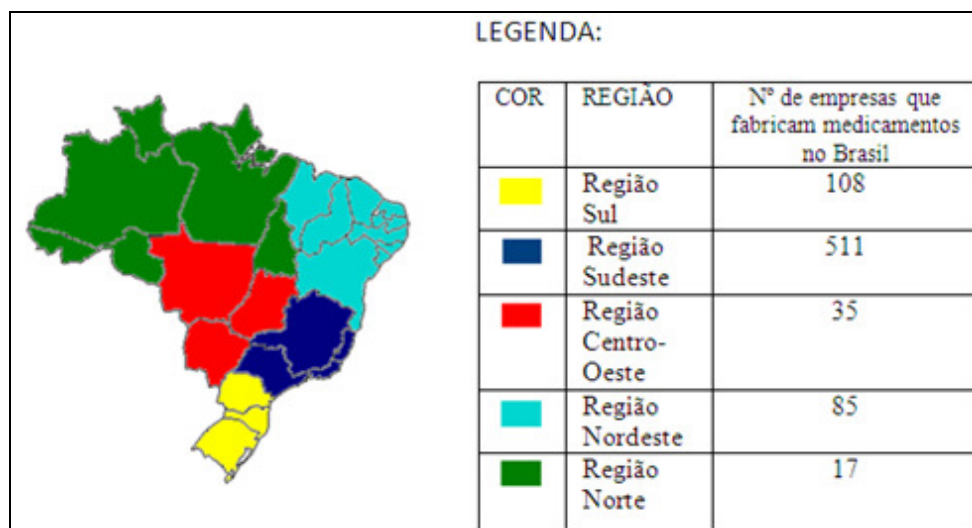 LEGENDA:
COR REGIÃO Nº de empresas que
fabricam medicamentos
no Brasil
Região 108
Sul
Região 511
Sudeste
Região 35
Centro-
Oeste
Região 85
Nordeste
Região 17
Norte